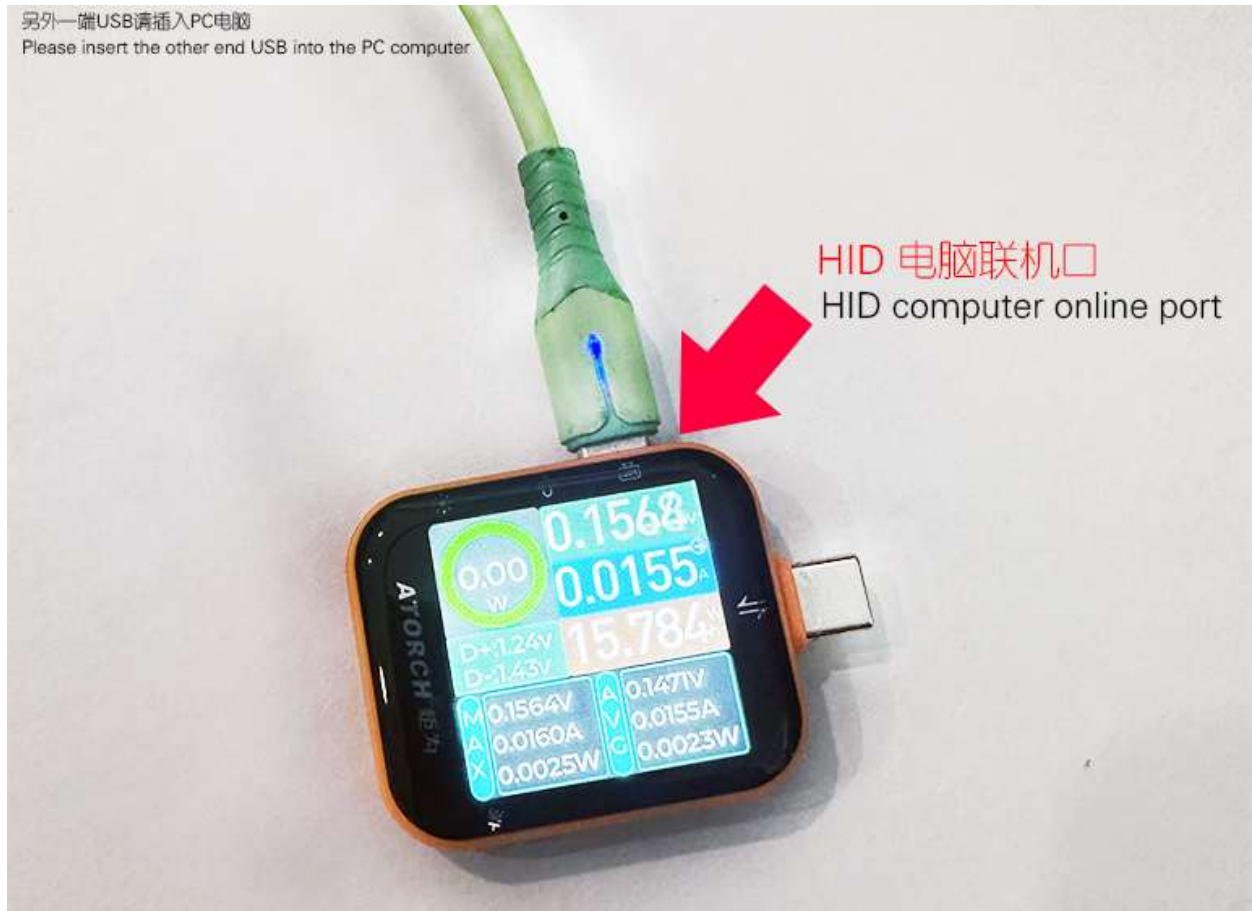 另外一端USB请插入PC电脑
Please insert the other end USB into the PC computer
HID 电脑联机口
HID computer online port
0.00
W
0.1568
0.0155
A
15.784
D+:1.24V
D-:1.43V
MAX
0.1564V
0.0160A
0.0025W
AVG
0.1471V
0.0155A
0.0023W
ATORCH